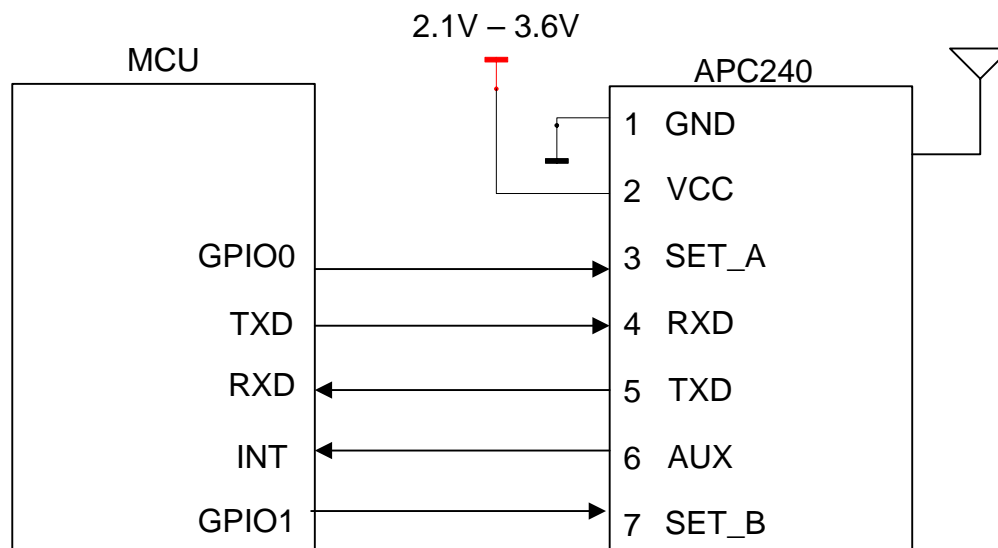 2.1V – 3.6V
MCU
APC240
1 GND
2 VCC
GPIO0
3 SET_A
TXD
4 RXD
RXD
5 TXD
INT
6 AUX
GPIO1
7 SET_B